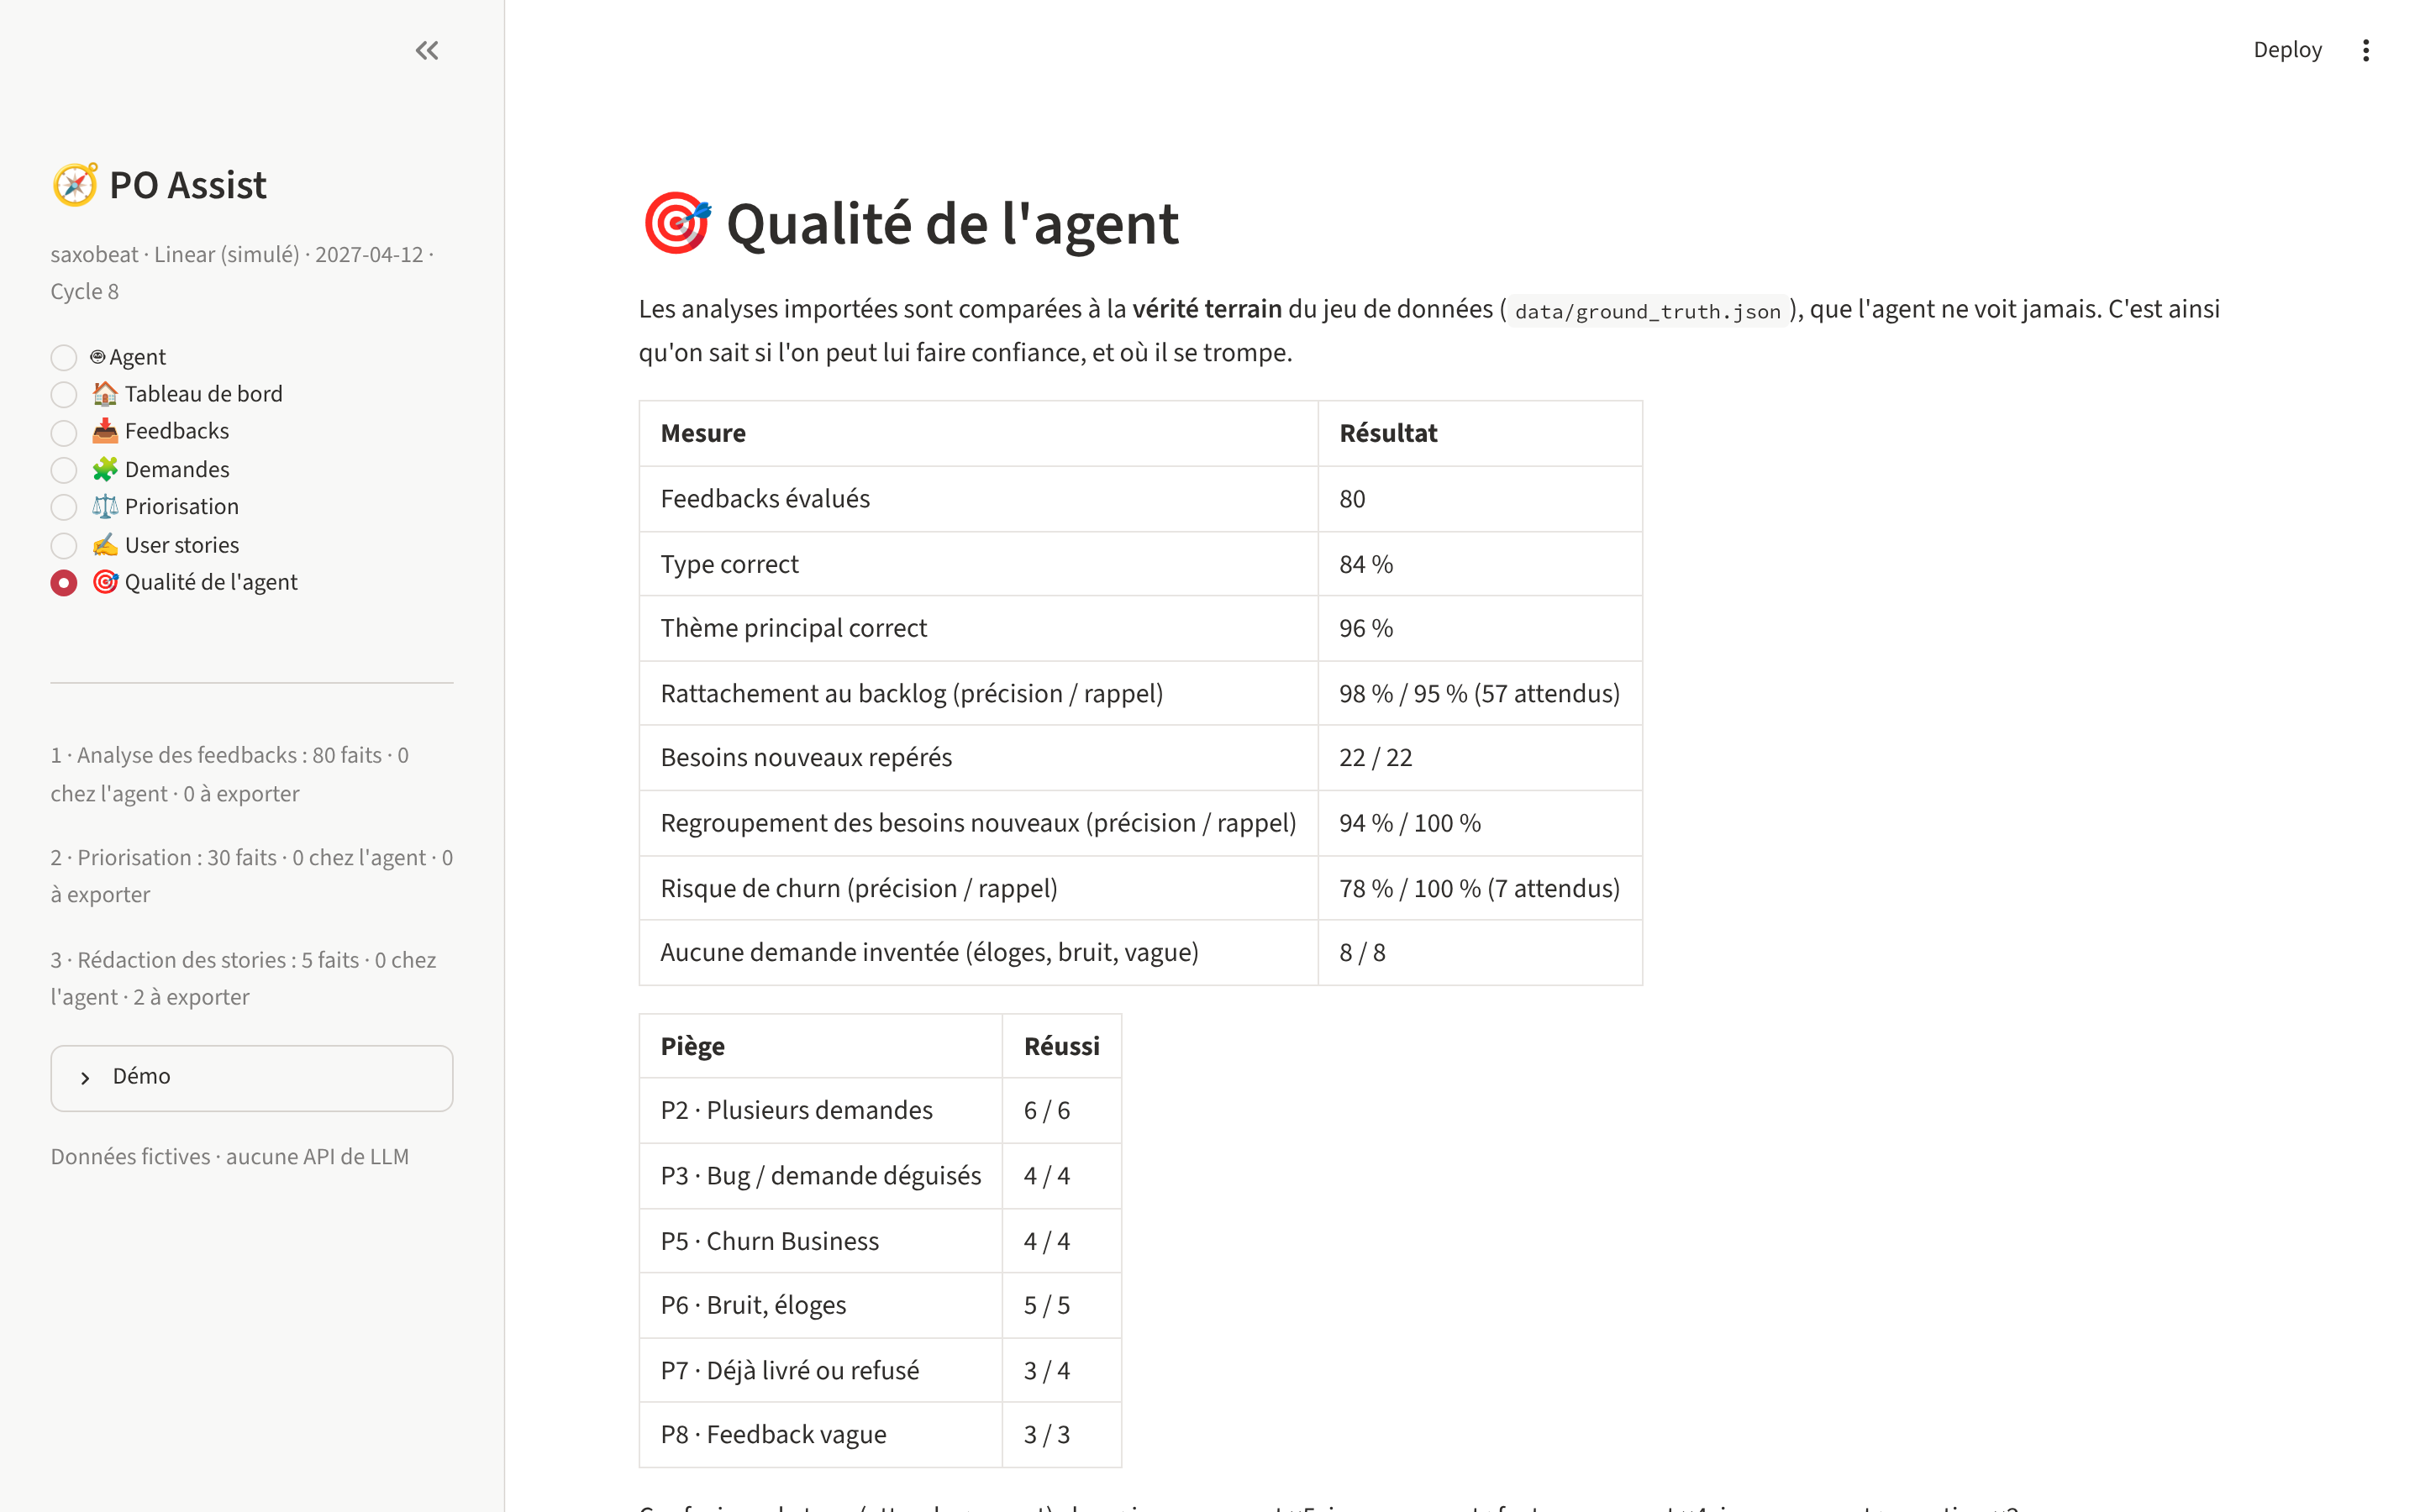 Deploy
PO Assist
saxobeat · Linear (simulé) · 2027-04-12 ·
Cycle 8
Agent
Tableau de bord
Feedbacks
Demandes
Priorisation
User stories
Qualité de l'agent
1 · Analyse des feedbacks : 80 faits · 0
chez l'agent · 0 à exporter
2 · Priorisation : 30 faits · 0 chez l'agent · 0
à exporter
3 · Rédaction des stories : 5 faits · 0 chez
l'agent · 2 à exporter
Démo
Données fictives · aucune API de LLM
Qualité de l'agent
Les analyses importées sont comparées à la vérité terrain du jeu de données ( data/ground_truth.json ), que l'agent ne voit jamais. C'est ainsi
qu'on sait si l'on peut lui faire confiance, et où il se trompe.
Mesure Résultat
Feedbacks évalués 80
Type correct 84 %
Thème principal correct 96 %
Rattachement au backlog (précision / rappel) 98 % / 95 % (57 attendus)
Besoins nouveaux repérés 22 / 22
Regroupement des besoins nouveaux (précision / rappel) 94 % / 100 %
Risque de churn (précision / rappel) 78 % / 100 % (7 attendus)
Aucune demande inventée (éloges, bruit, vague) 8 / 8
Piège Réussi
P2 · Plusieurs demandes 6 / 6
P3 · Bug / demande déguisés 4 / 4
P5 · Churn Business 4 / 4
P6 · Bruit, éloges 5 / 5
P7 · Déjà livré ou refusé 3 / 4
P8 · Feedback vague 3 / 3